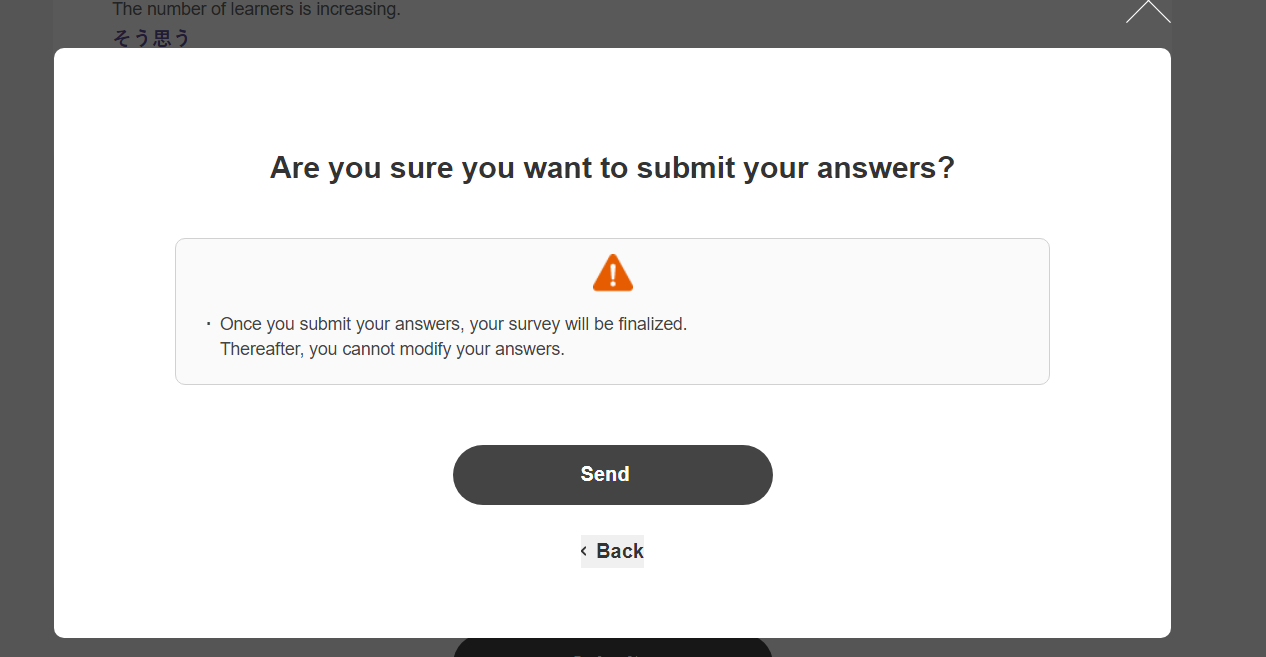 The number of learners is increasing.
そう思う
Are you sure you want to submit your answers?
・ Once you submit your answers, your survey will be finalized.
Thereafter, you cannot modify your answers.
Send
‹ Back